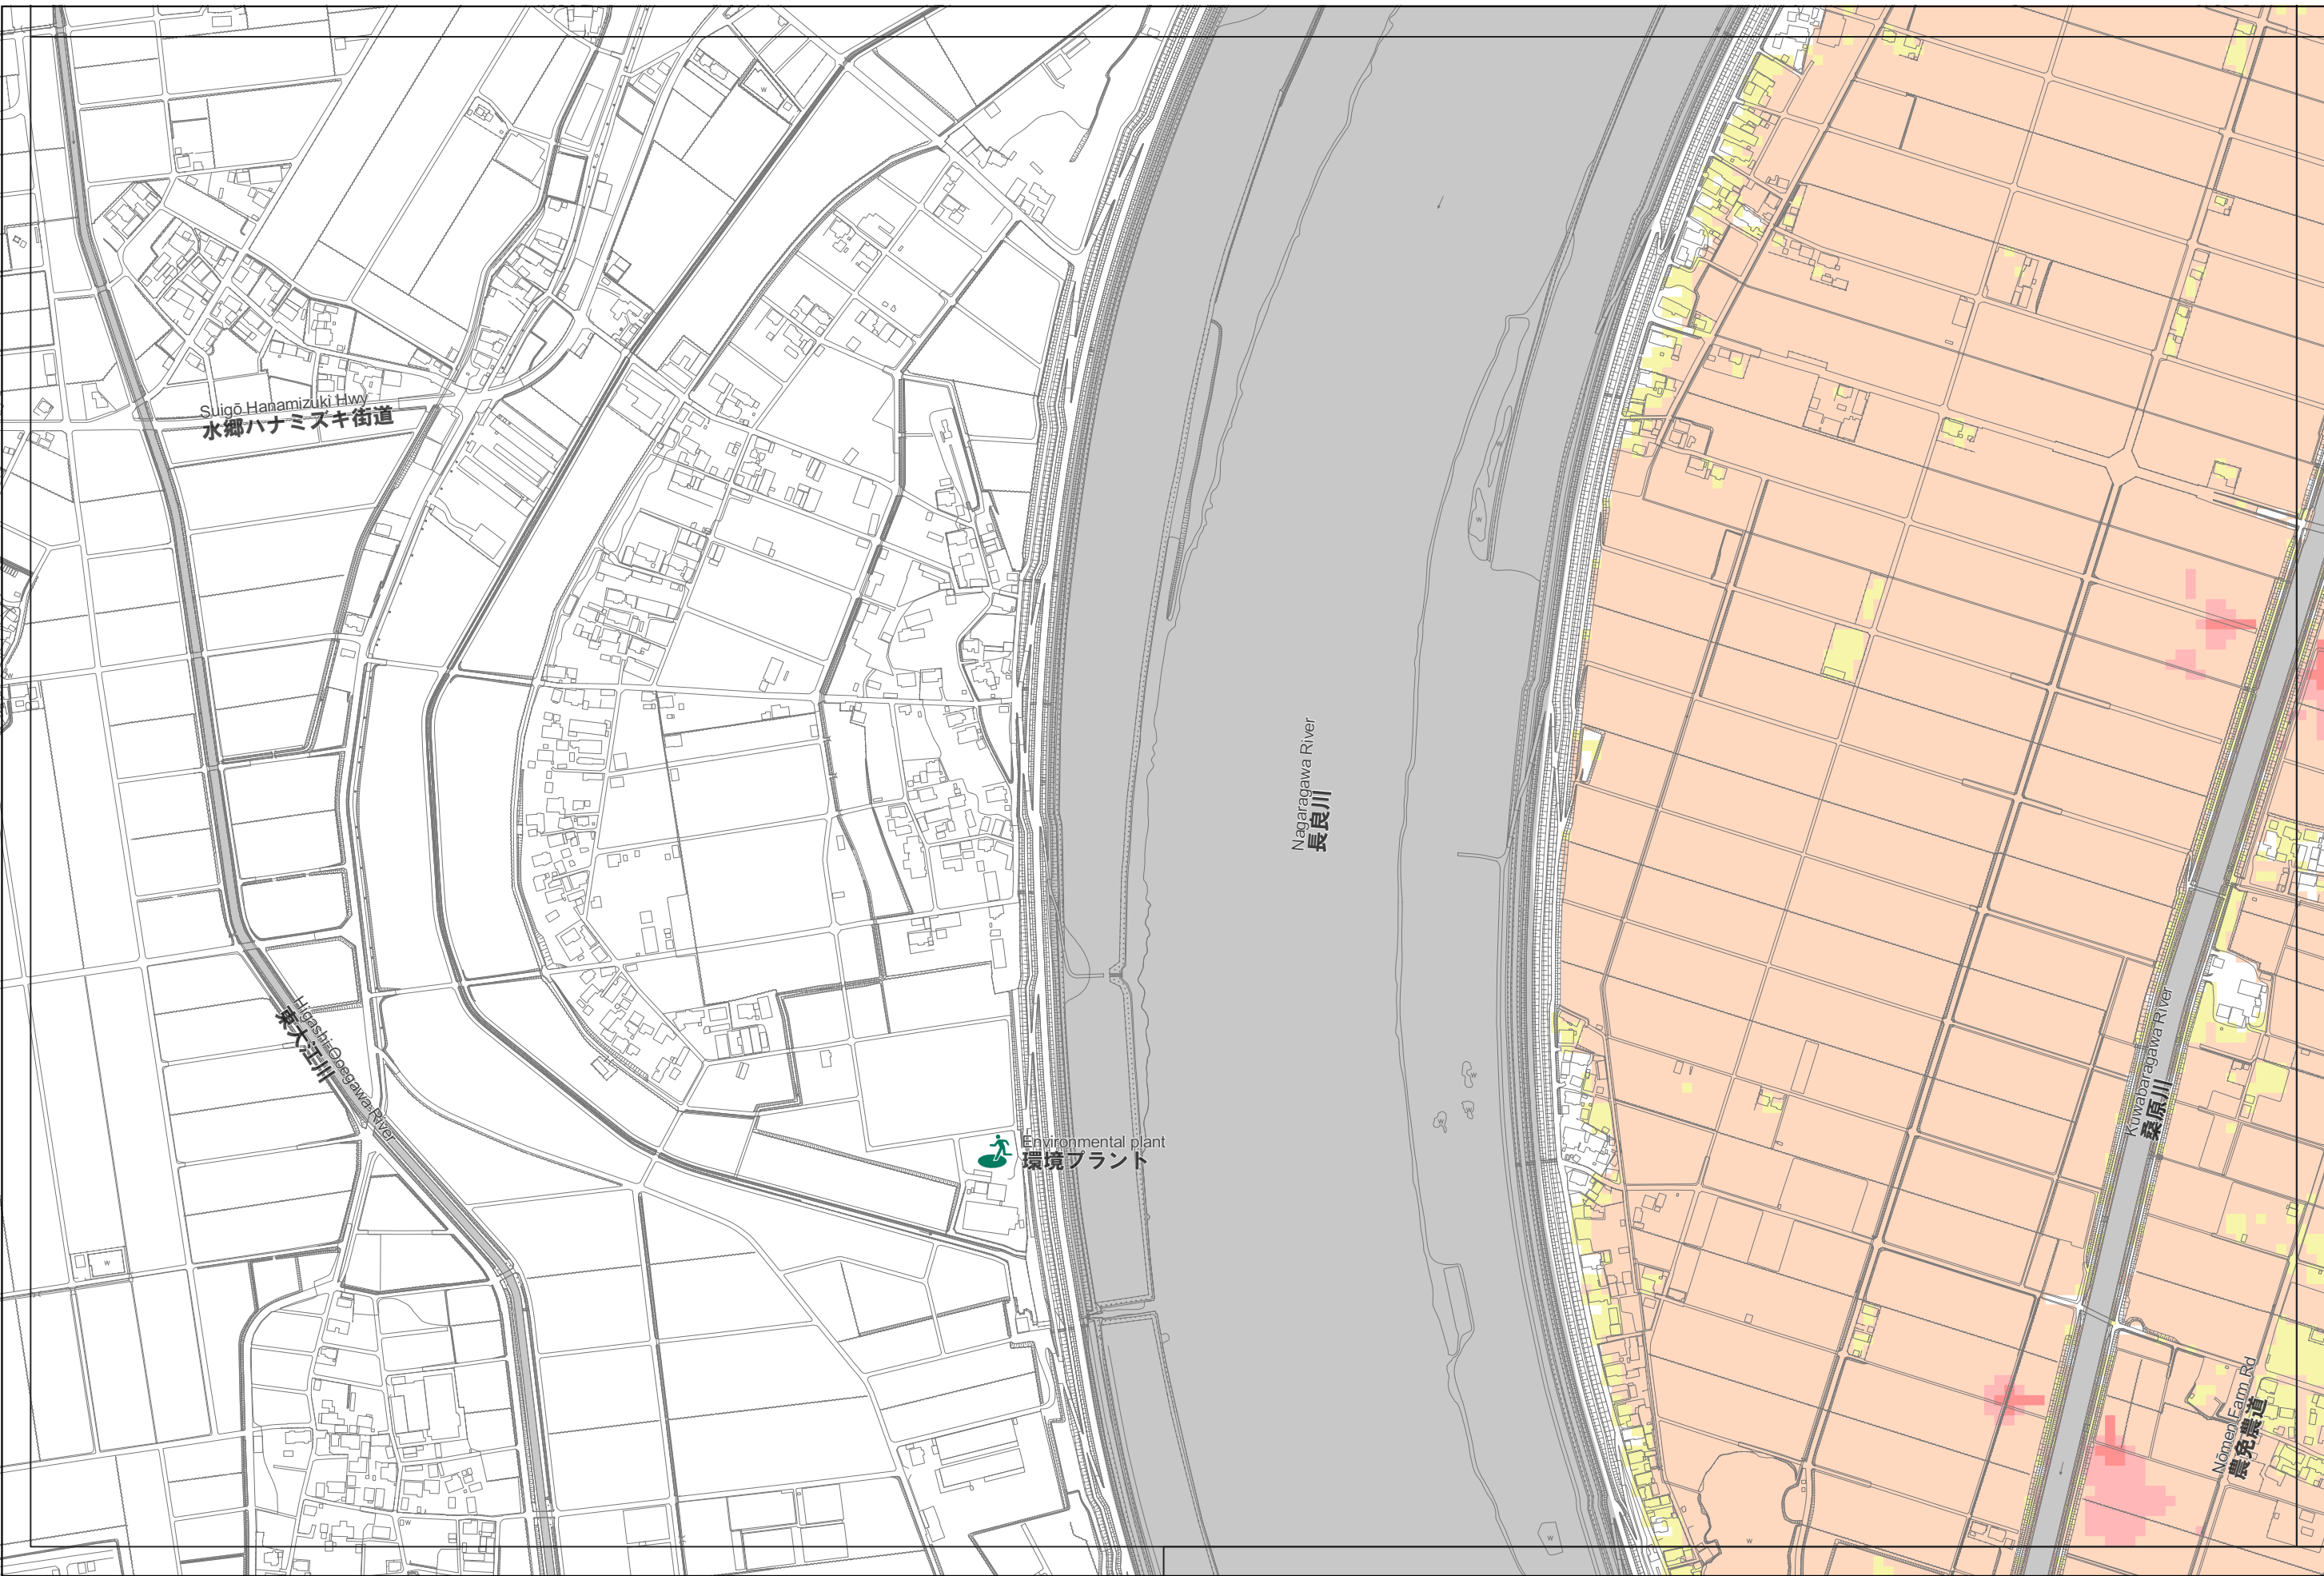 Suigō Hanamizuki Hwy
水郷ハナミズキ街道
Nagaragawa River
長良川
Higashi-Ooegawa River
東大江川
Environmental plant
環境プラント
Kuwabaragawa River
桑原川
Nōmen Farm Rd
農免農道
W
W
W
W
W
W
W
W
W
W
W
W